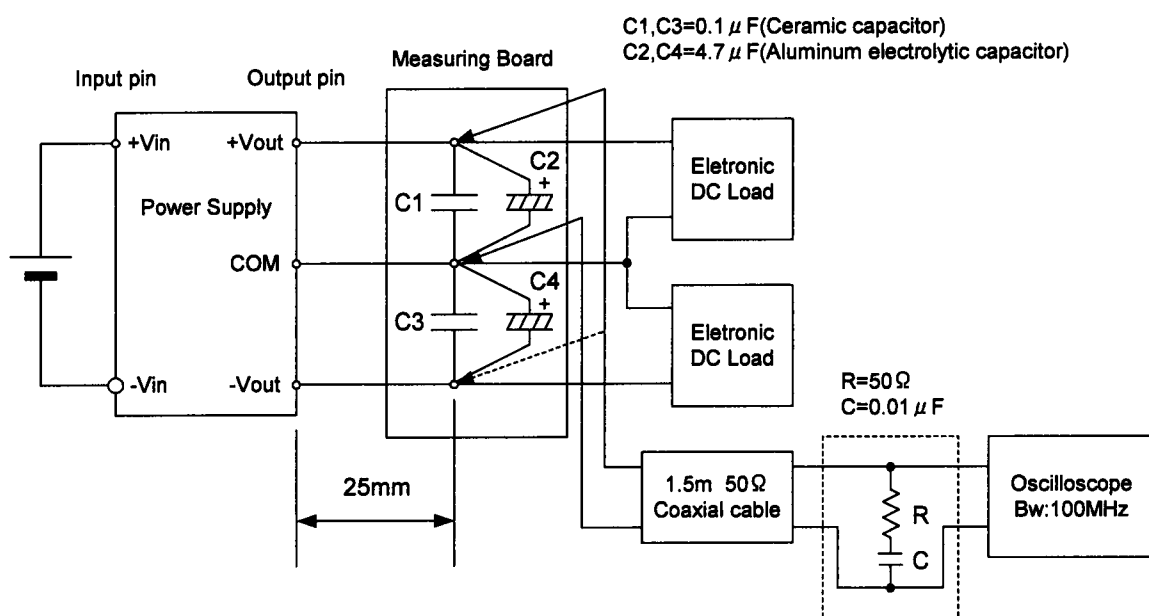 C1,C3=0.1μF(Ceramic capacitor)
C2,C4=4.7μF(Aluminum electrolytic capacitor)
Measuring Board
Input pin
Output pin
+Vin
+Vout
C2
+
Eletronic
DC Load
C1
Power Supply
COM
C4
+
C3
Eletronic
DC Load
-Vin
-Vout
R=50Ω
C=0.01μF
25mm
1.5m 50Ω
Coaxial cable
R
C
Oscilloscope
Bw:100MHz